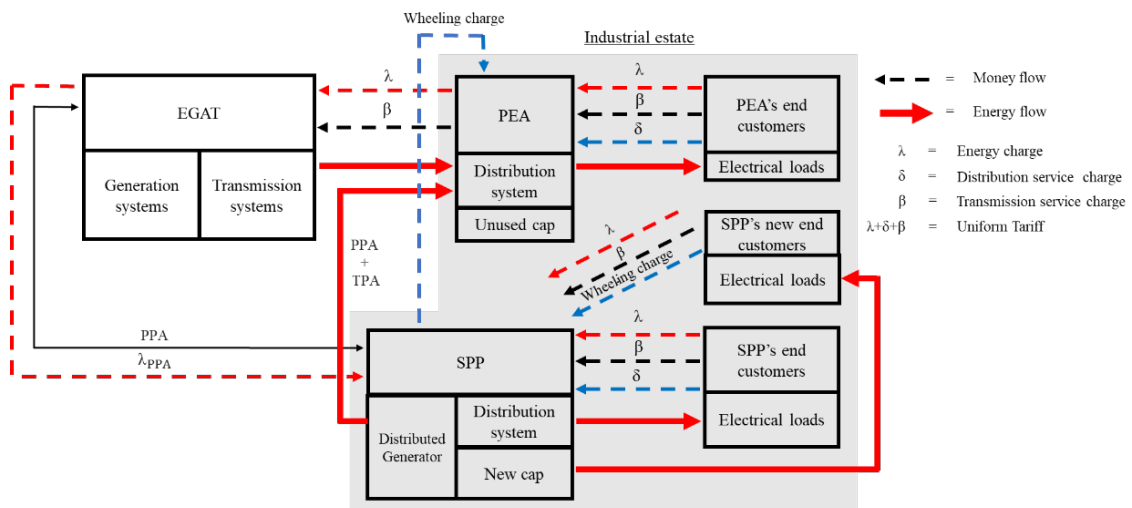 Wheeling charge
Industrial estate
EGAT
Generation
systems
Transmission
systems
λ
β
PEA
Distribution
system
Unused cap
λ
β
δ
PEA's end
customers
Electrical loads
= Money flow
= Energy flow
λ = Energy charge
δ = Distribution service charge
β = Transmission service charge
λ+δ+β = Uniform Tariff
PPA
+
TPA
λ
β
Wheeling charge
SPP's new end
customers
Electrical loads
PPA
λPPA
SPP
Distributed
Generator
Distribution
system
New cap
λ
β
δ
SPP's end
customers
Electrical loads